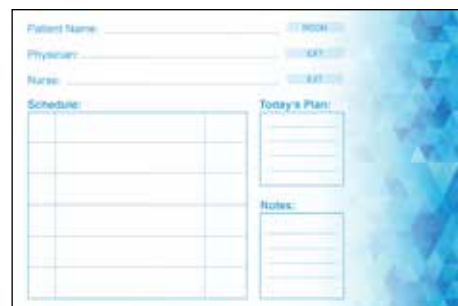 Patient Name: ROOM
Physician: EXT
Nurse: EXT
Schedule: Today's Plan:
Notes: